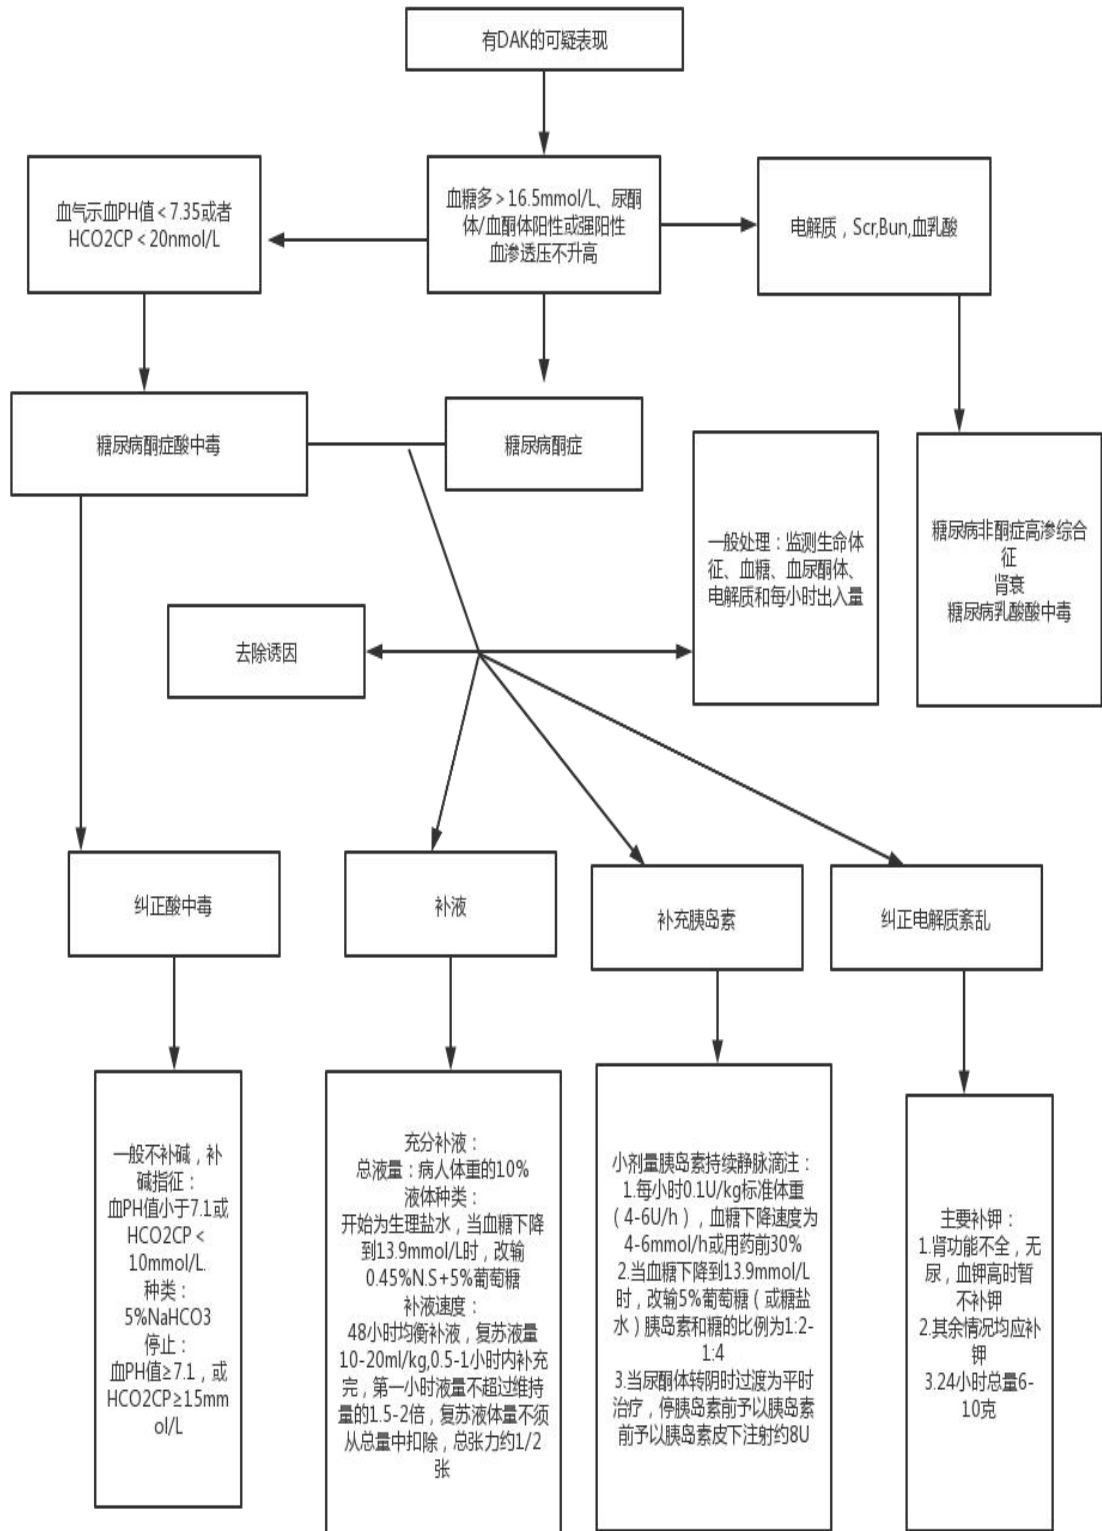 有DAK的可疑表现
血气示血PH值＜7.35或者
HCO2CP＜20nmol/L
血糖多＞16.5mmol/L、尿酮
体/血酮体阳性或强阳性
血渗透压不升高
电解质，Scr,Bun,血乳酸
糖尿病酮症酸中毒
糖尿病酮症
一般处理：监测生命体
征、血糖、血尿酮体、
电解质和每小时出入量
糖尿病非酮症高渗综合
征
肾衰
糖尿病乳酸酸中毒
去除诱因
纠正酸中毒
补液
补充胰岛素
纠正电解质紊乱
一般不补碱，补
碱指征：
血PH值小于7.1或
HCO2CP＜
10mmol/L.
种类：
5%NaHCO3
停止：
血PH值≥7.1，或
HCO2CP≥15mm
ol/L
充分补液：
总液量：病人体重的10%
液体种类：
开始为生理盐水，当血糖下降
到13.9mmol/L时，改输
0.45%N.S+5%葡萄糖
补液速度：
48小时均衡补液，复苏液量
10-20ml/kg,0.5-1小时内补充
完，第一小时液量不超过维持
量的1.5-2倍，复苏液体量不须
从总量中扣除，总张力约1/2
张
小剂量胰岛素持续静脉滴注：
1.每小时0.1U/kg标准体重
（4-6U/h），血糖下降速度为
4-6mmol/h或用药前30%
2.当血糖下降到13.9mmol/L
时，改输5%葡萄糖（或糖盐
水）胰岛素和糖的比例为1:2-
1:4
3.当尿酮体转阴时过渡为平时
治疗，停胰岛素前予以胰岛素
前予以胰岛素皮下注射约8U
主要补钾：
1.肾功能不全，无
尿，血钾高时暂
不补钾
2.其余情况均应补
钾
3.24小时总量6-
10克